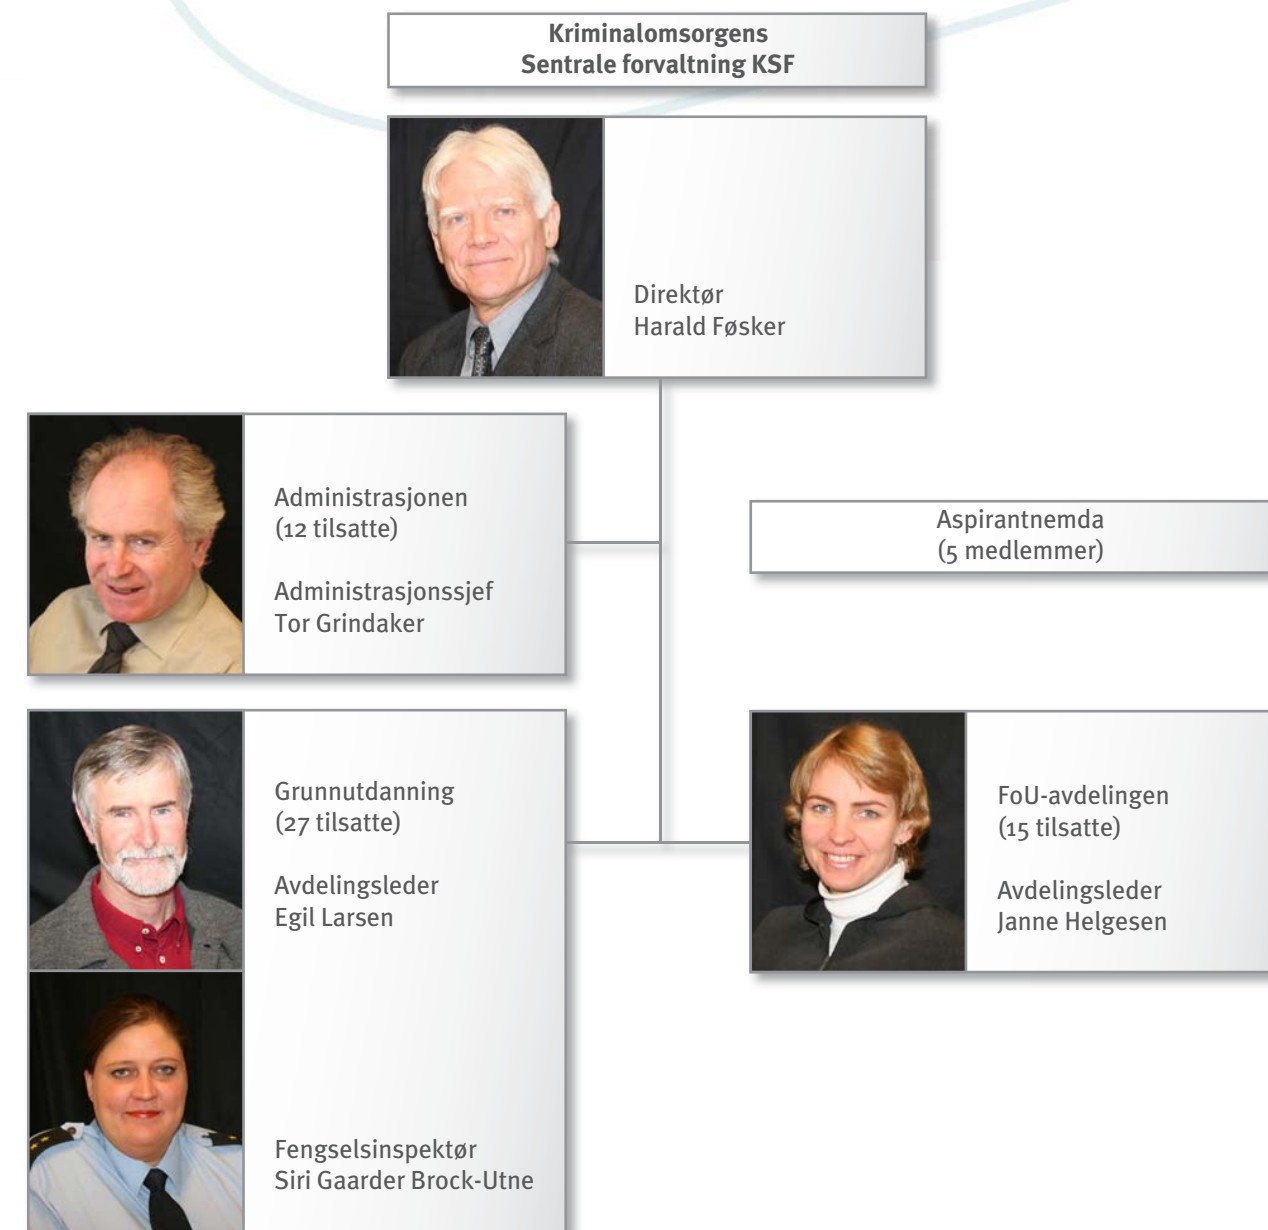 Kriminalomsorgens
Sentrale forvaltning KSF
Direktør
Harald Føsker
Administrasjonen
(12 tilsatte)
Administrasjonssjef
Tor Grindaker
Aspirantnemda
(5 medlemmer)
Grunnutdanning
(27 tilsatte)
Avdelingsleder
Egil Larsen
FoU-avdelingen
(15 tilsatte)
Avdelingsleder
Janne Helgesen
Fengselsinspektør
Siri Gaarder Brock-Utne